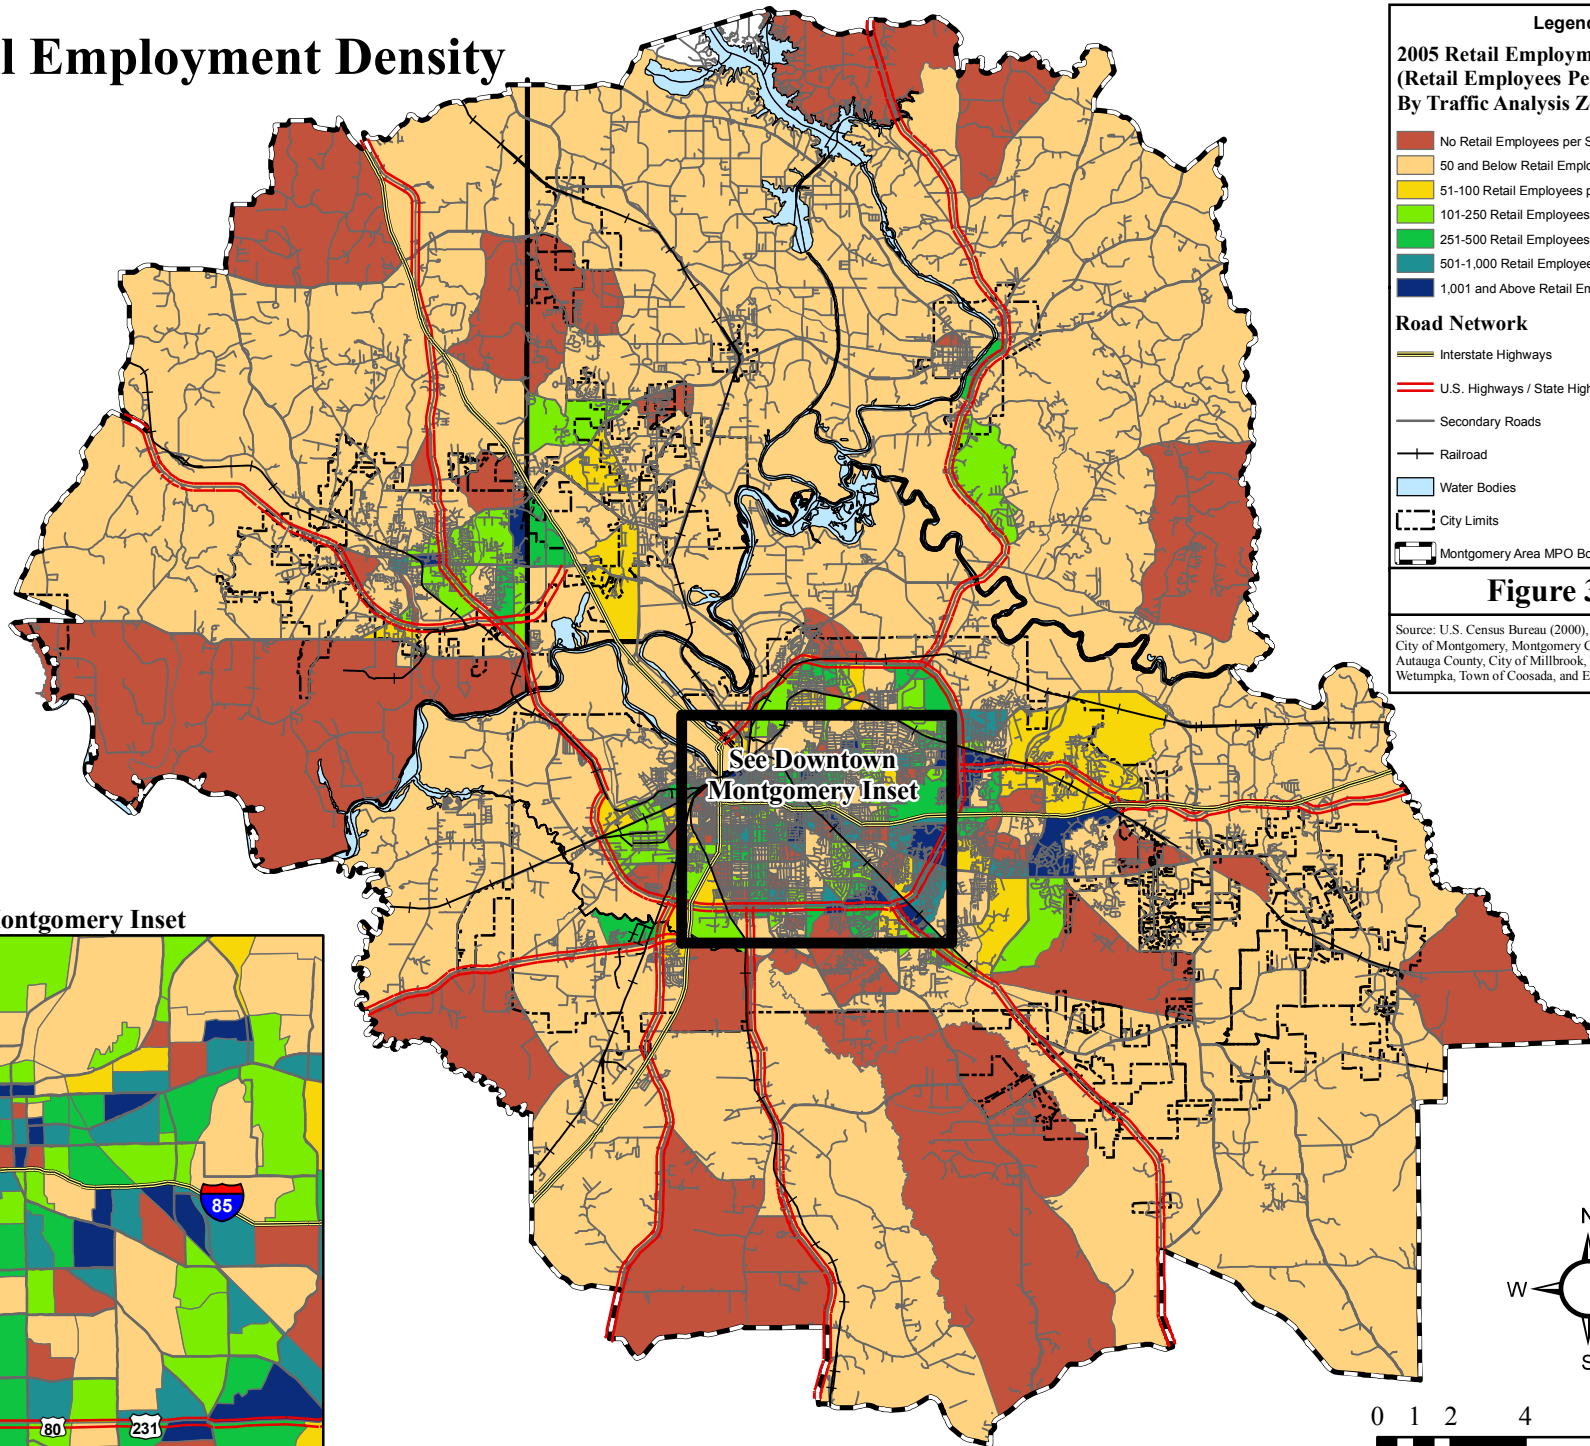 l Employment Density
Legen
2005 Retail Employm
(Retail Employees Pe
By Traffic Analysis Z
No Retail Employees per S
50 and Below Retail Emplo
51-100 Retail Employees p
101-250 Retail Employees
251-500 Retail Employees
501-1,000 Retail Employee
1,001 and Above Retail Em
Road Network
Interstate Highways
U.S. Highways / State High
Secondary Roads
Railroad
Water Bodies
City Limits
Montgomery Area MPO Bo
Figure 3
Source: U.S. Census Bureau (2000),
City of Montgomery, Montgomery C
Autauga County, City of Millbrook,
Wetumpka, Town of Coosada, and E
See Downtown
Montgomery Inset
ontgomery Inset
85
80
231
N
W
S
0 1 2 4